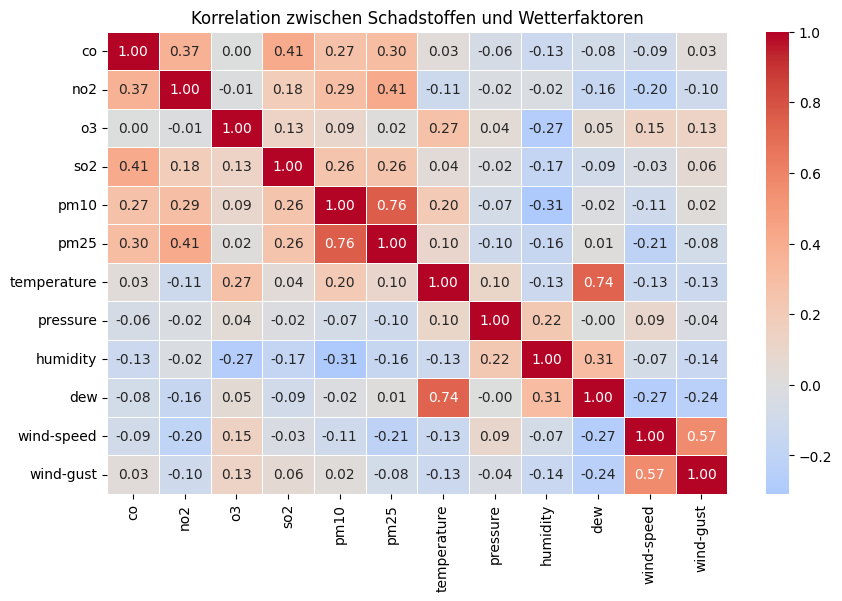 Korrelation zwischen Schadstoffen und Wetterfaktoren
co 1.00 0.37 0.00 0.41 0.27 0.30 0.03 -0.06 -0.13 -0.08 -0.09 0.03
no2 0.37 1.00 -0.01 0.18 0.29 0.41 -0.11 -0.02 -0.02 -0.16 -0.20 -0.10
o3 0.00 -0.01 1.00 0.13 0.09 0.02 0.27 0.04 -0.27 0.05 0.15 0.13
so2 0.41 0.18 0.13 1.00 0.26 0.26 0.04 -0.02 -0.17 -0.09 -0.03 0.06
pm10 0.27 0.29 0.09 0.26 1.00 0.76 0.20 -0.07 -0.31 -0.02 -0.11 0.02
pm25 0.30 0.41 0.02 0.26 0.76 1.00 0.10 -0.10 -0.16 0.01 -0.21 -0.08
temperature 0.03 -0.11 0.27 0.04 0.20 0.10 1.00 0.10 -0.13 0.74 -0.13 -0.13
pressure -0.06 -0.02 0.04 -0.02 -0.07 -0.10 0.10 1.00 0.22 -0.00 0.09 -0.04
humidity -0.13 -0.02 -0.27 -0.17 -0.31 -0.16 -0.13 0.22 1.00 0.31 -0.07 -0.14
dew -0.08 -0.16 0.05 -0.09 -0.02 0.01 0.74 -0.00 0.31 1.00 -0.27 -0.24
wind-speed -0.09 -0.20 0.15 -0.03 -0.11 -0.21 -0.13 0.09 -0.07 -0.27 1.00 0.57
wind-gust 0.03 -0.10 0.13 0.06 0.02 -0.08 -0.13 -0.04 -0.14 -0.24 0.57 1.00
co no2 o3 so2 pm10 pm25 temperature pressure humidity dew wind-speed wind-gust
1.0
0.8
0.6
0.4
0.2
0.0
−0.2